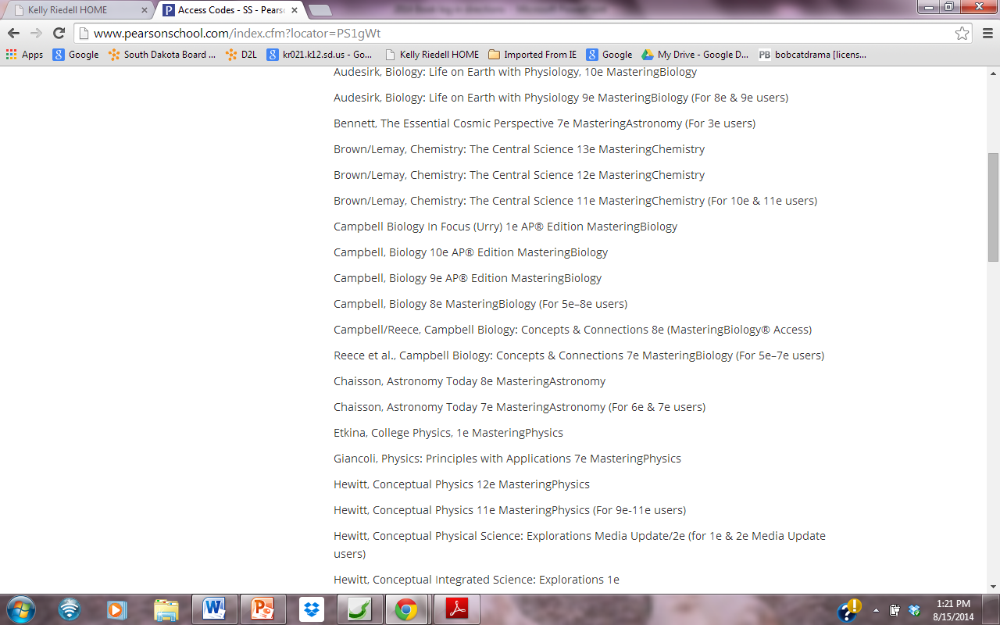 Kelly Riedell HOME
Access Codes - SS - Pears
www.pearsonschool.com/index.cfm?locator=PS1gWt
Apps Google South Dakota Board ... D2L kr021.k12.sd.us - Go... Kelly Riedell HOME Imported From IE Google My Drive - Google D... PB bobcatdrama [licens...
Audesirk, Biology: Life on Earth with Physiology, 10e MasteringBiology
Audesirk, Biology: Life on Earth with Physiology 9e MasteringBiology (For 8e & 9e users)
Bennett, The Essential Cosmic Perspective 7e MasteringAstronomy (For 3e users)
Brown/Lemay, Chemistry: The Central Science 13e MasteringChemistry
Brown/Lemay, Chemistry: The Central Science 12e MasteringChemistry
Brown/Lemay, Chemistry: The Central Science 11e MasteringChemistry (For 10e & 11e users)
Campbell Biology In Focus (Urry) 1e AP® Edition MasteringBiology
Campbell, Biology 10e AP® Edition MasteringBiology
Campbell, Biology 9e AP® Edition MasteringBiology
Campbell, Biology 8e MasteringBiology (For 5e–8e users)
Campbell/Reece, Campbell Biology: Concepts & Connections 8e (MasteringBiology® Access)
Reece et al., Campbell Biology: Concepts & Connections 7e MasteringBiology (For 5e–7e users)
Chaisson, Astronomy Today 8e MasteringAstronomy
Chaisson, Astronomy Today 7e MasteringAstronomy (For 6e & 7e users)
Etkina, College Physics, 1e MasteringPhysics
Giancoli, Physics: Principles with Applications 7e MasteringPhysics
Hewitt, Conceptual Physics 12e MasteringPhysics
Hewitt, Conceptual Physics 11e MasteringPhysics (For 9e-11e users)
Hewitt, Conceptual Physical Science: Explorations Media Update/2e (for 1e & 2e Media Update
users)
Hewitt, Conceptual Integrated Science: Explorations 1e
1:21 PM
8/15/2014